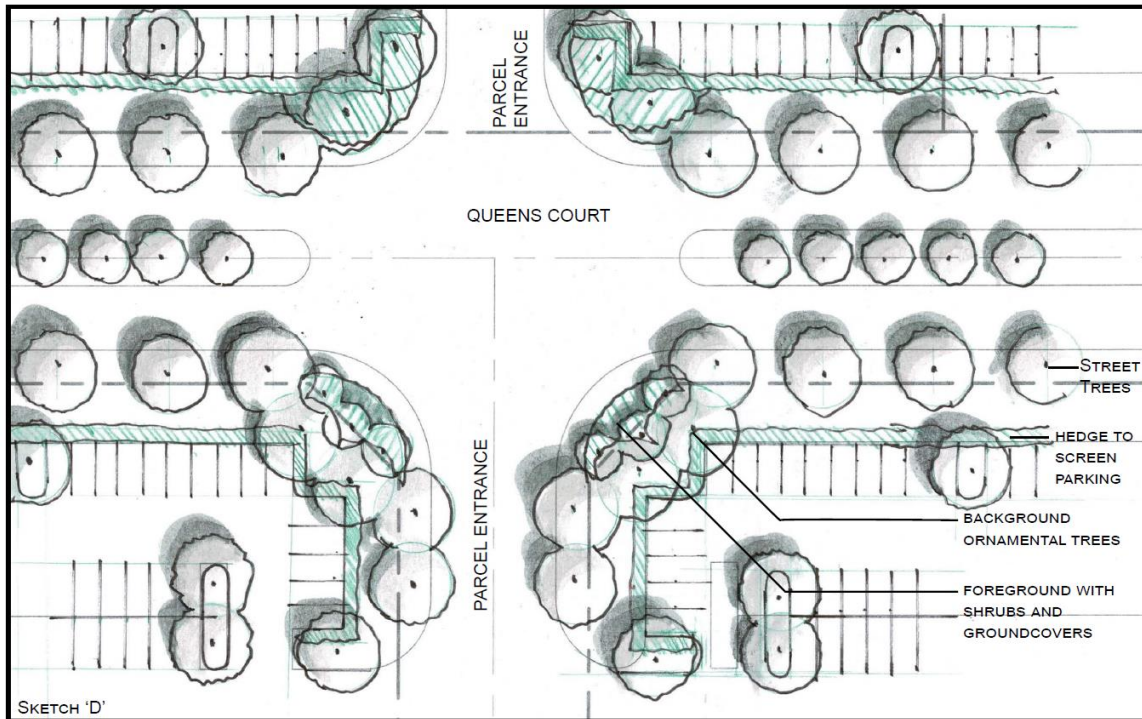 PARCEL
ENTRANCE
QUEENS COURT
STREET
TREES
HEDGE TO
SCREEN
PARKING
BACKGROUND
ORNAMENTAL TREES
PARCEL ENTRANCE
FOREGROUND WITH
SHRUBS AND
GROUNDCOVERS
SKETCH ‘D’